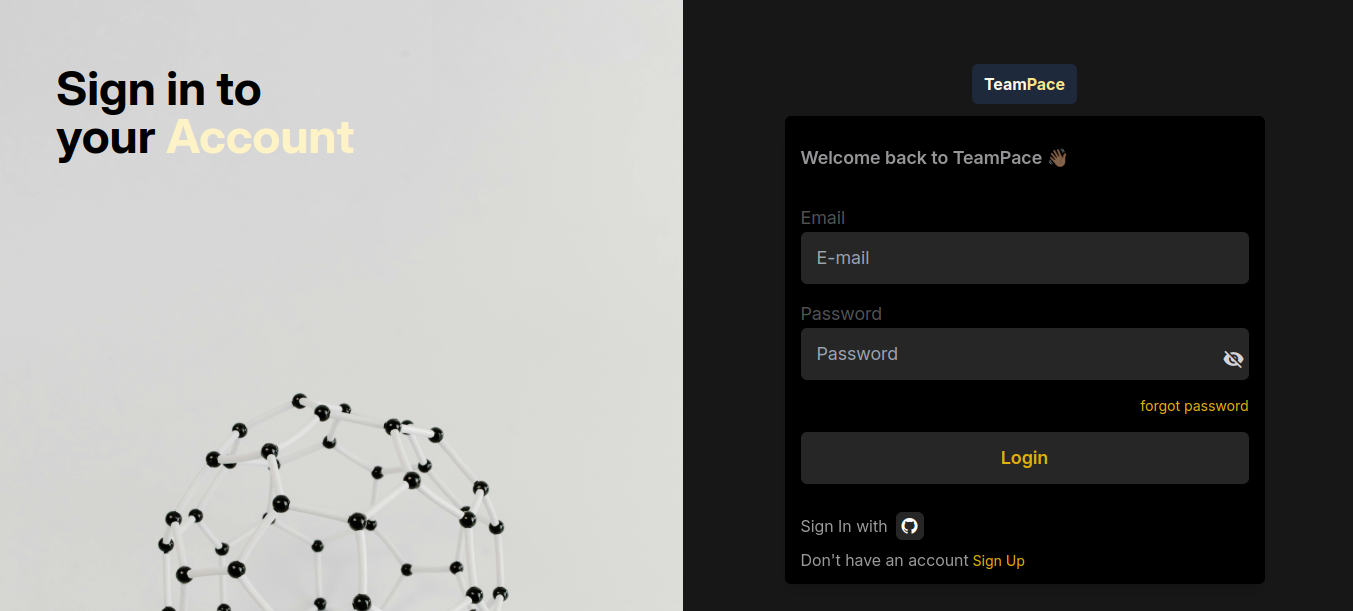 Sign in to
your Account
TeamPace
Welcome back to TeamPace 👋🏾
Email
E-mail
Password
Password
forgot password
Login
Sign In with
Don't have an account Sign Up